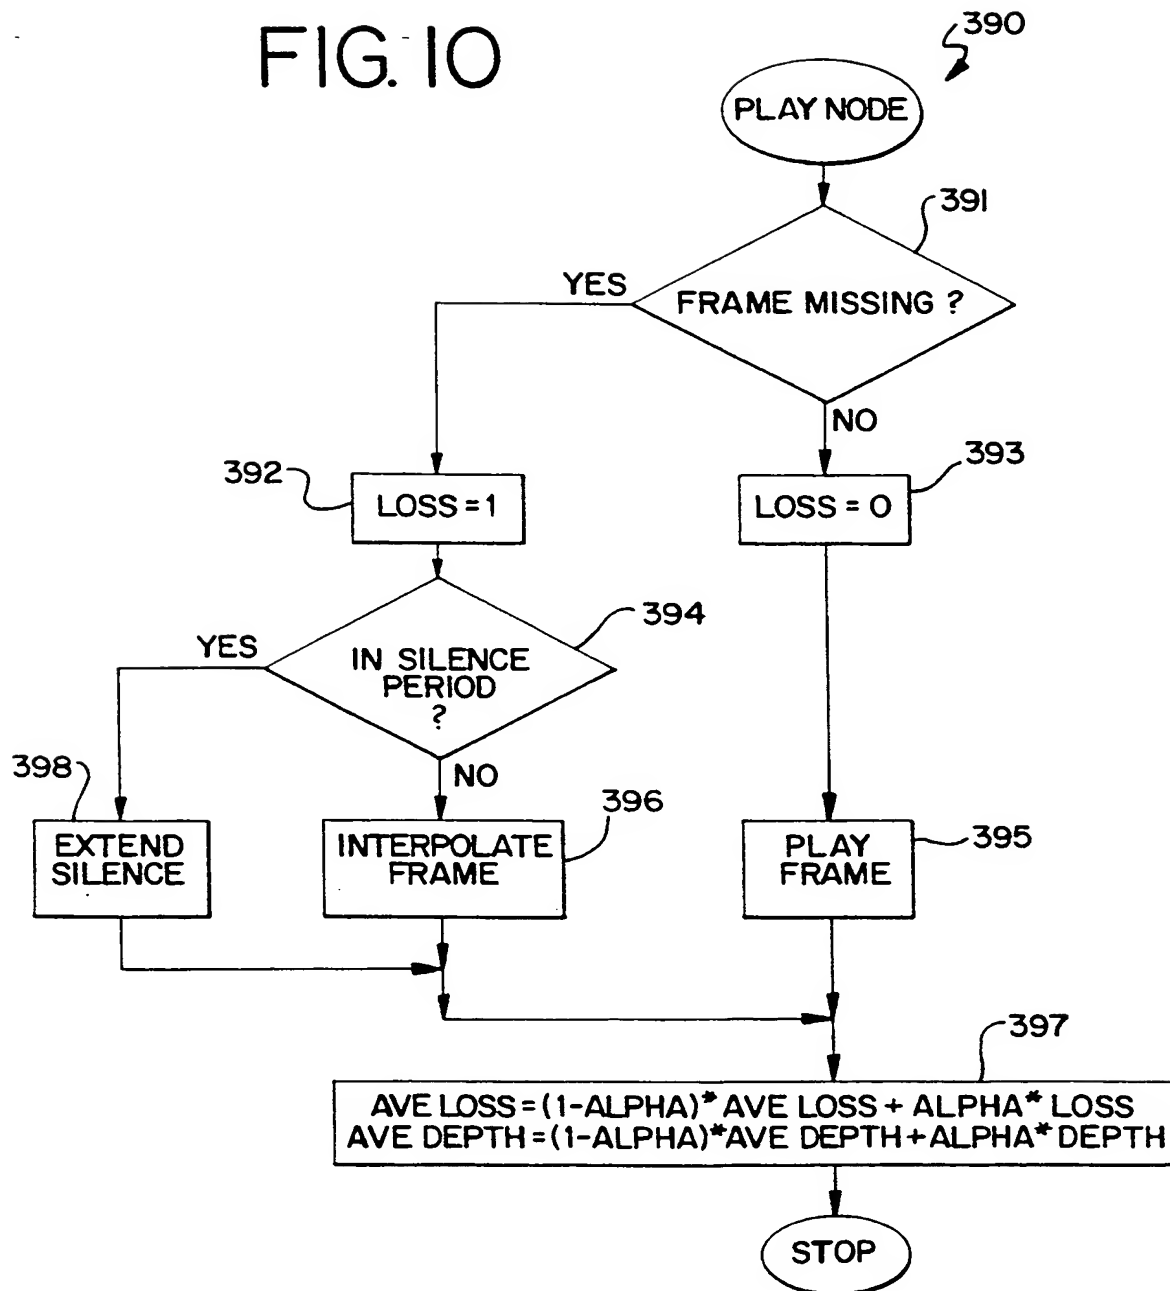 FIG. 10
390
PLAY NODE
391
YES
FRAME MISSING ?
NO
392
LOSS = 1
393
LOSS = 0
394
YES
IN SILENCE
PERIOD
?
NO
398
EXTEND
SILENCE
396
INTERPOLATE
FRAME
395
PLAY
FRAME
397
AVE LOSS = (1-ALPHA)* AVE LOSS + ALPHA* LOSS
AVE DEPTH = (1-ALPHA)* AVE DEPTH + ALPHA* DEPTH
STOP